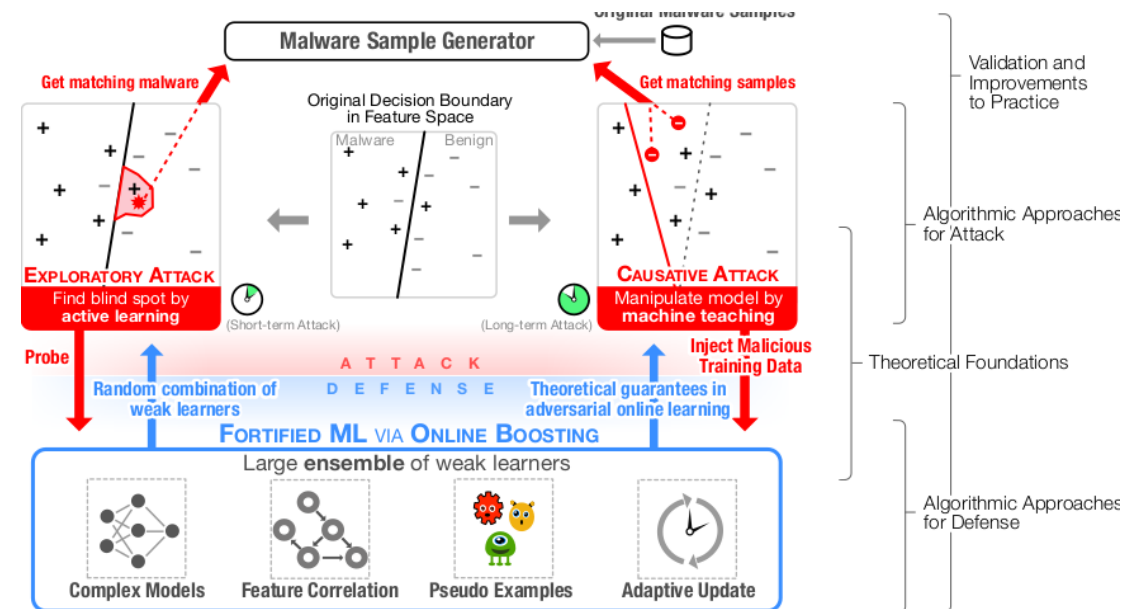 Original Malware Samples
Malware Sample Generator
Get matching malware
Get matching samples
Original Decision Boundary
in Feature Space
Malware
Benign
EXPLORATORY ATTACK
Find blind spot by
active learning
(Short-term Attack)
CAUSATIVE ATTACK
Manipulate model by
machine teaching
(Long-term Attack)
Probe
Inject Malicious
Training Data
ATTACK
DEFENSE
Random combination of
weak learners
Theoretical guarantees in
adversarial online learning
FORTIFIED ML VIA ONLINE BOOSTING
Large ensemble of weak learners
Complex Models
Feature Correlation
Pseudo Examples
Adaptive Update
Validation and
Improvements
to Practice
Algorithmic Approaches
for Attack
Theoretical Foundations
Algorithmic Approaches
for Defense